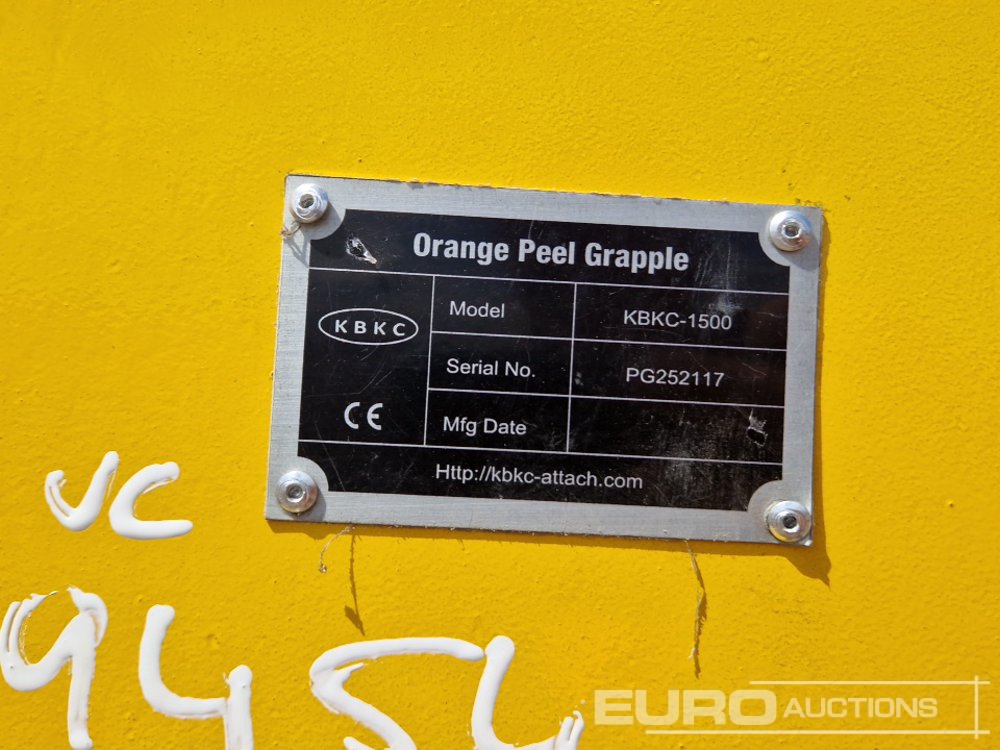 Orange Peel Grapple
KBKC
CE
Model KBKC-1500
Serial No. PG252117
Mfg Date
Http://kbkc-attach.com
VC
EURO AUCTIONS